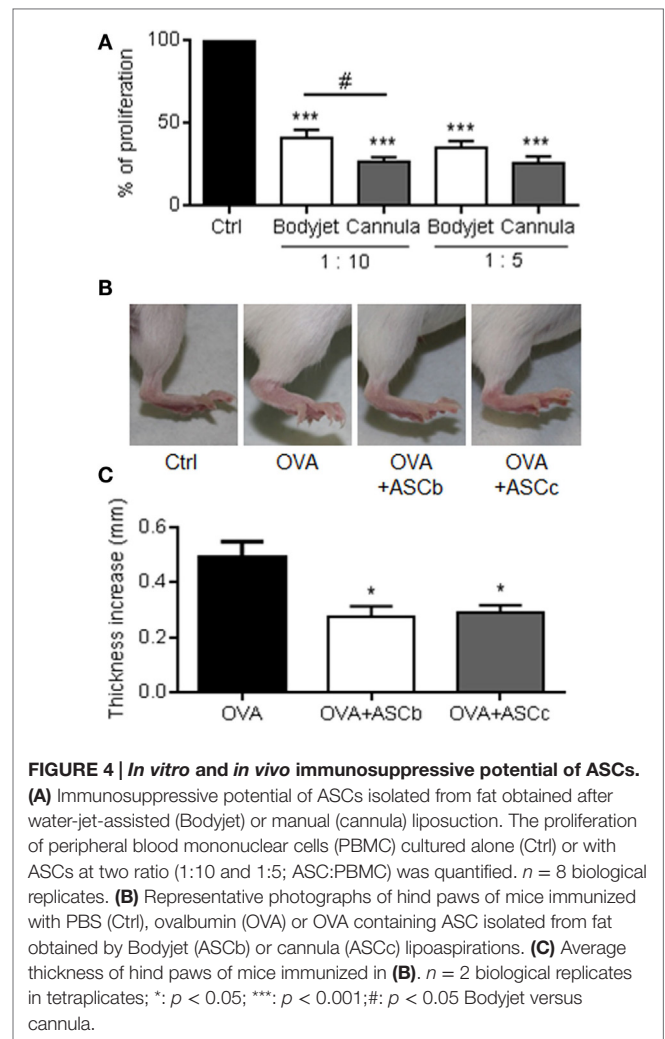 A
% of proliferation
100
50
0
#
***
***
***
***
Ctrl
Bodyjet Cannula
Bodyjet Cannula
1 : 10
1 : 5
B
Ctrl
OVA
OVA
+ASCb
OVA
+ASCc
C
Thickness increase (mm)
0.6
0.4
0.2
0.0
*
*
OVA
OVA+ASCb
OVA+ASCc
FIGURE 4 | In vitro and in vivo immunosuppressive potential of ASCs.
(A) Immunosuppressive potential of ASCs isolated from fat obtained after
water-jet-assisted (Bodyjet) or manual (cannula) liposuction. The proliferation
of peripheral blood mononuclear cells (PBMC) cultured alone (Ctrl) or with
ASCs at two ratio (1:10 and 1:5; ASC:PBMC) was quantified. n = 8 biological
replicates. (B) Representative photographs of hind paws of mice immunized
with PBS (Ctrl), ovalbumin (OVA) or OVA containing ASC isolated from fat
obtained by Bodyjet (ASCb) or cannula (ASCc) lipoaspirations. (C) Average
thickness of hind paws of mice immunized in (B). n = 2 biological replicates
in tetraplicates; *: p < 0.05; ***: p < 0.001;#: p < 0.05 Bodyjet versus
cannula.